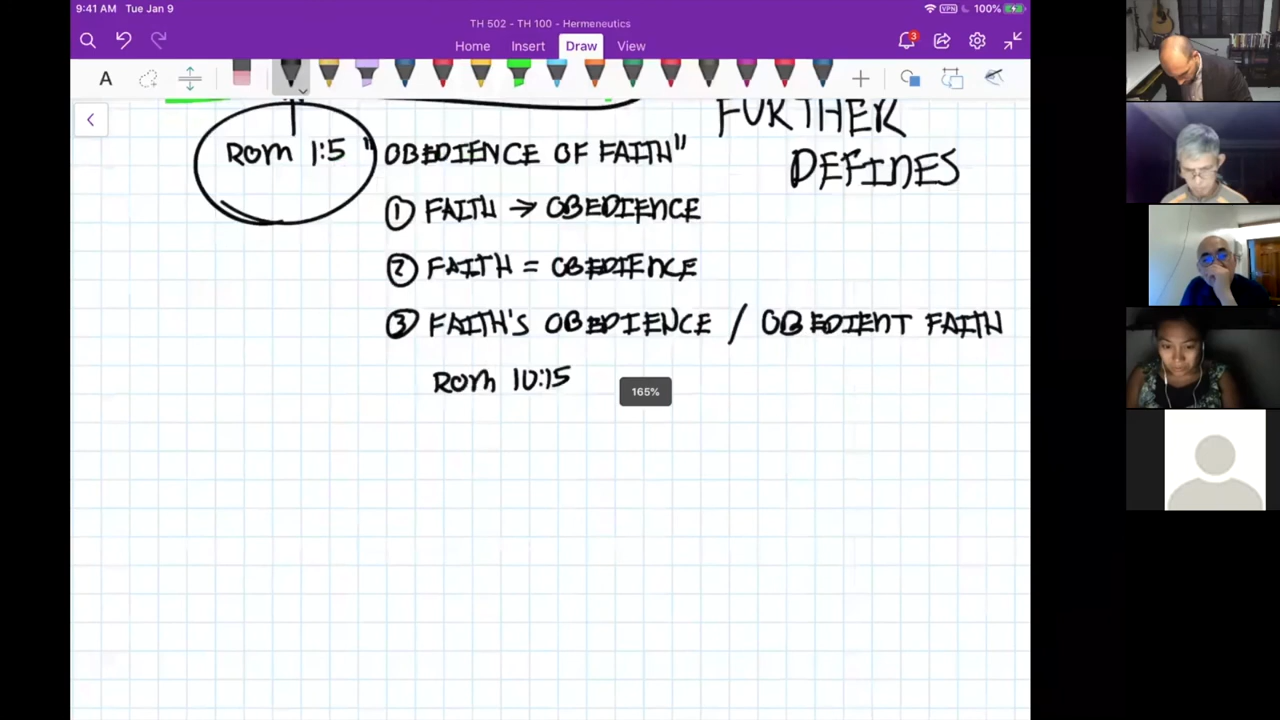 9:41 AM Tue Jan 9
VPN 100%
TH 502 - TH 100 - Hermeneutics
Home Insert Draw View
3
A
FURTHER
DEFINES
Rom 1:5 "OBEDIENCE OF FAITH"
1 FAITH → OBEDIENCE
2 FAITH = OBEDIENCE
3 FAITH'S OBEDIENCE / OBEDIENT FAITH
Rom 10:15
165%